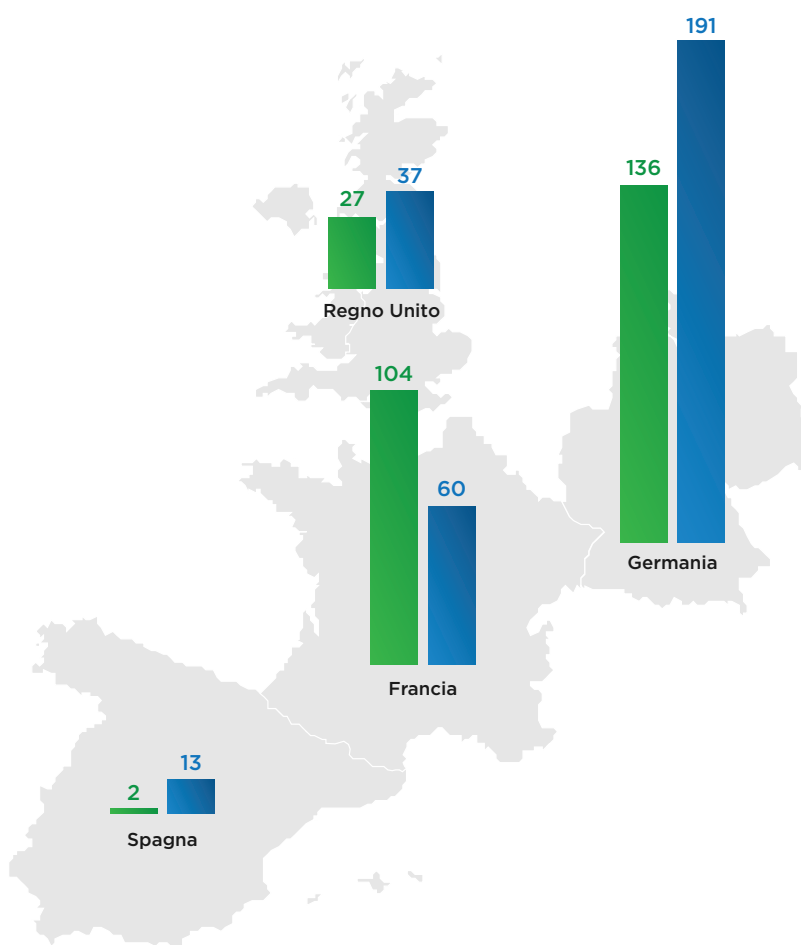 191
136
37
27
Regno Unito
104
60
Germania
Francia
13
2
Spagna